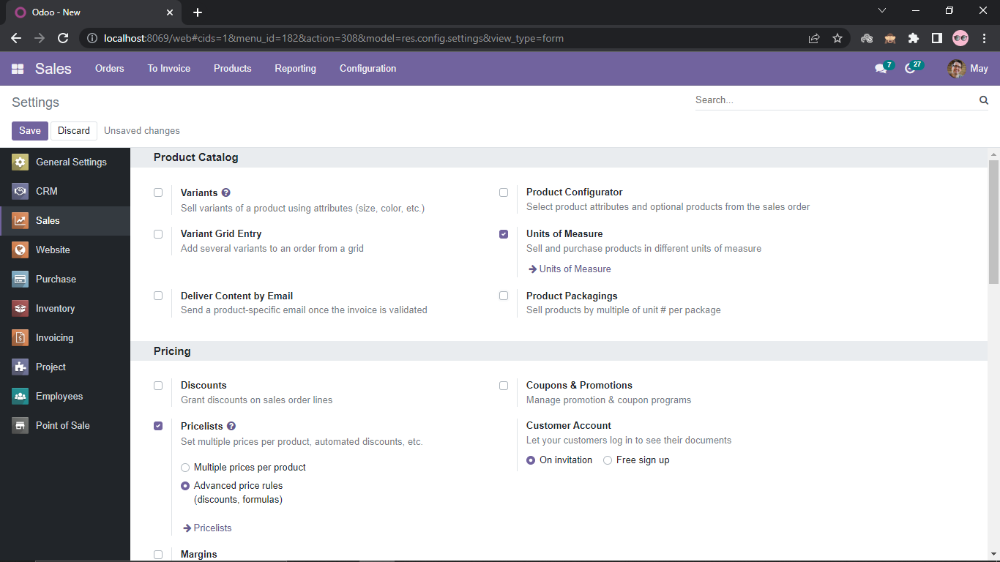 Odoo - New
localhost:8069/web#cids=1&menu_id=182&action=308&model=res.config.settings&view_type=form
Sales Orders To Invoice Products Reporting Configuration 7 27 May
Settings
Search...
Save Discard Unsaved changes
General Settings
CRM
Sales
Website
Purchase
Inventory
Invoicing
Project
Employees
Point of Sale
Product Catalog
Variants ?
Sell variants of a product using attributes (size, color, etc.)
Product Configurator
Select product attributes and optional products from the sales order
Variant Grid Entry
Add several variants to an order from a grid
Units of Measure
Sell and purchase products in different units of measure
Units of Measure
Deliver Content by Email
Send a product-specific email once the invoice is validated
Product Packagings
Sell products by multiple of unit # per package
Pricing
Discounts
Grant discounts on sales order lines
Coupons & Promotions
Manage promotion & coupon programs
Pricelists ?
Set multiple prices per product, automated discounts, etc.
Multiple prices per product
Advanced price rules
(discounts, formulas)
Pricelists
Customer Account
Let your customers log in to see their documents
On invitation Free sign up
Margins